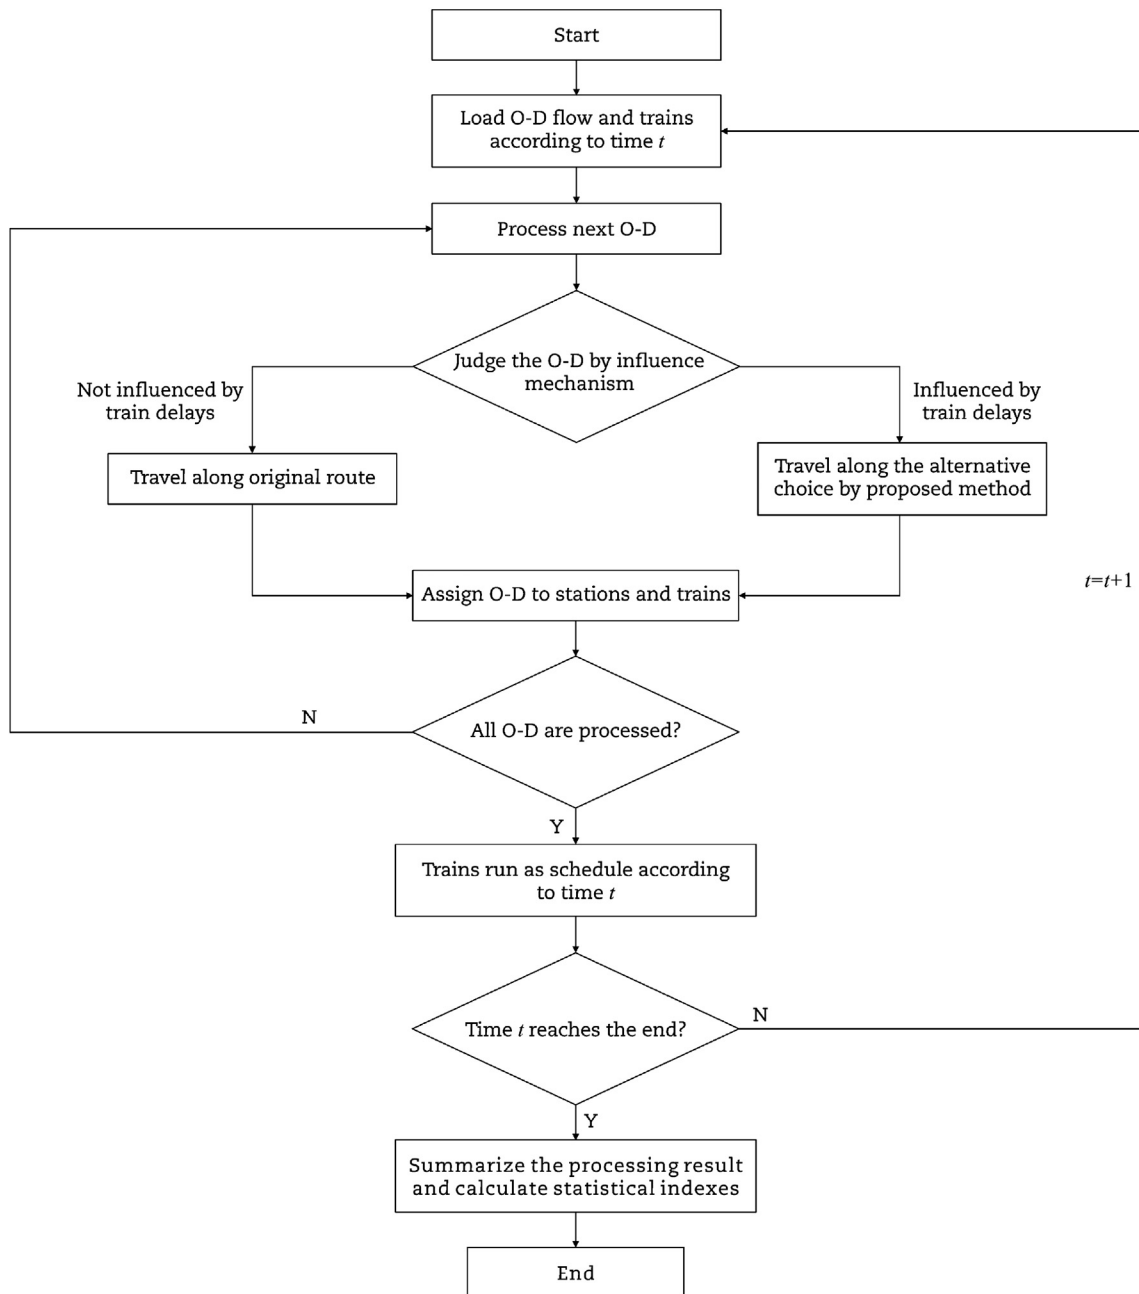 Start
Load O-D flow and trains
according to time t
Process next O-D
Judge the O-D by influence
mechanism
Not influenced by
train delays
Influenced by
train delays
Travel along original route
Travel along the alternative
choice by proposed method
Assign O-D to stations and trains
t=t+1
N
All O-D are processed?
Y
Trains run as schedule according
to time t
Time t reaches the end?
N
Y
Summarize the processing result
and calculate statistical indexes
End